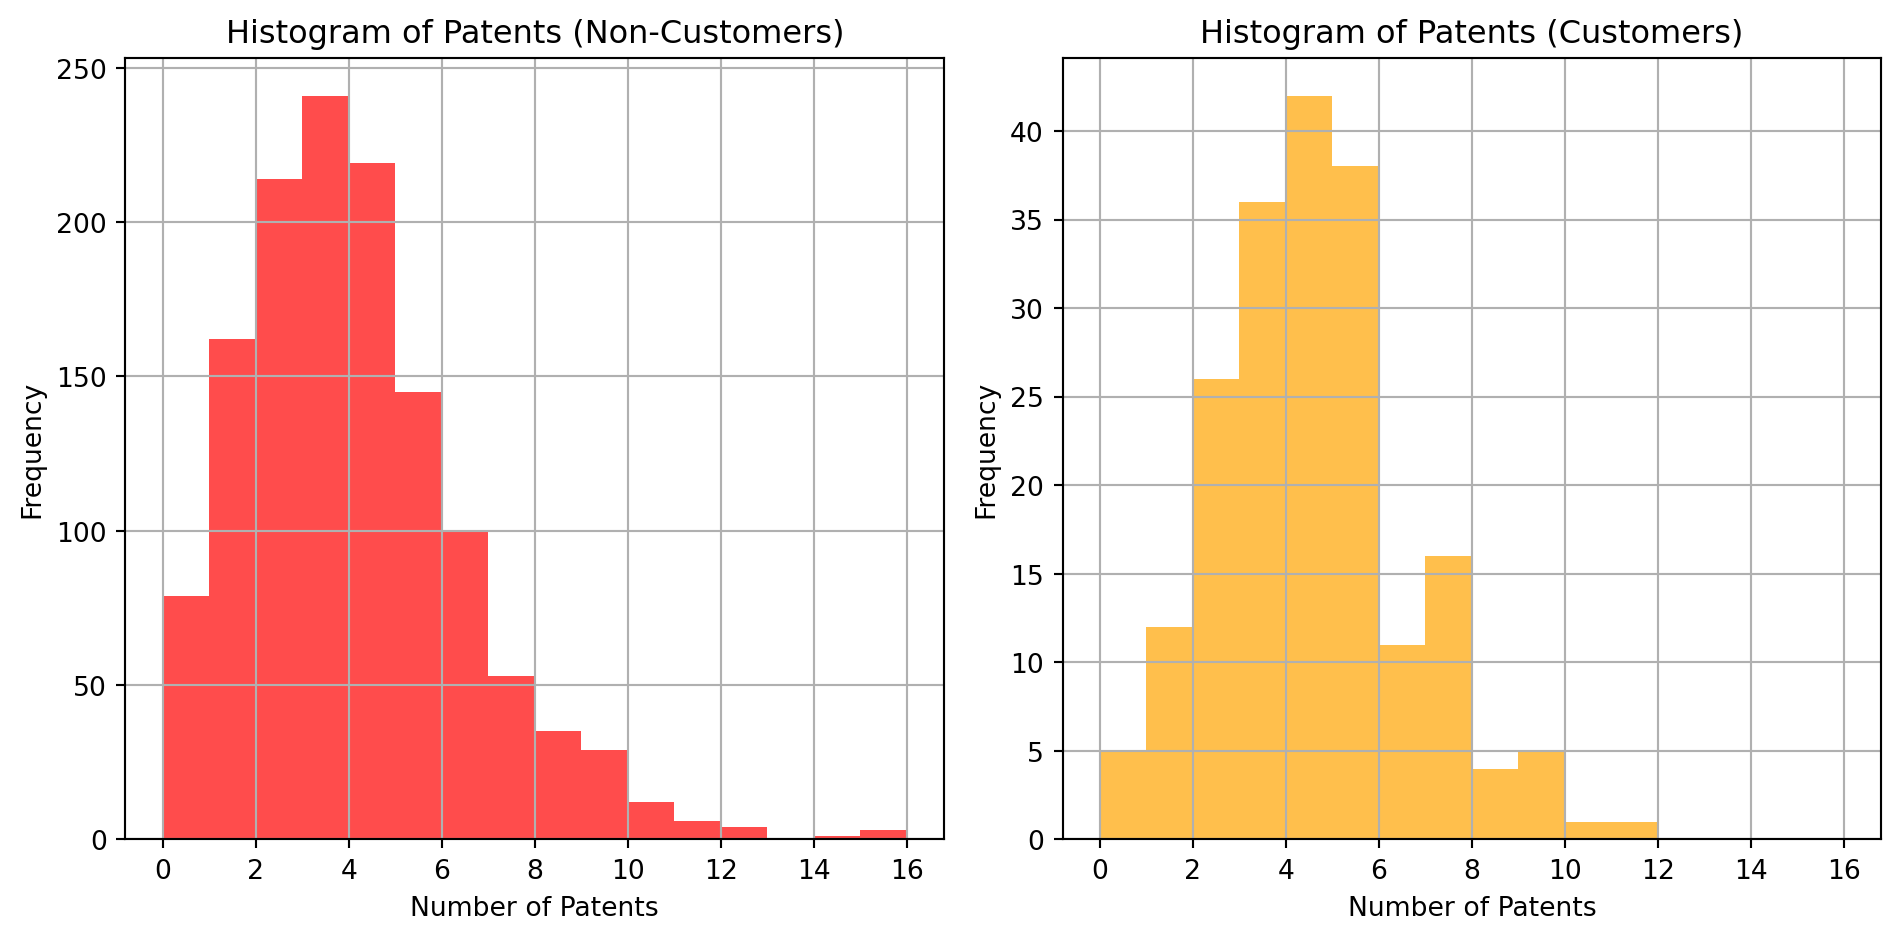 Histogram of Patents (Non-Customers)
250
200
150
100
50
0
Frequency
0 2 4 6 8 10 12 14 16
Number of Patents
Histogram of Patents (Customers)
40
35
30
25
20
15
10
5
0
Frequency
0 2 4 6 8 10 12 14 16
Number of Patents